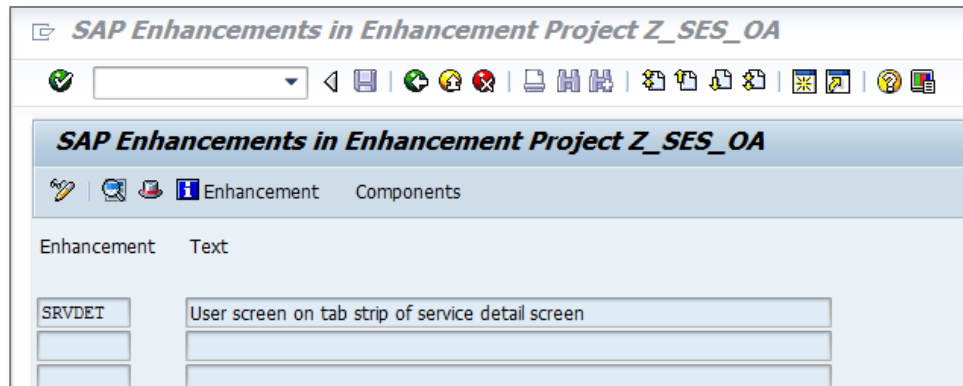 SAP Enhancements in Enhancement Project Z_SES_OA
SAP Enhancements in Enhancement Project Z_SES_OA
Enhancement Components
Enhancement Text
SRVDET User screen on tab strip of service detail screen